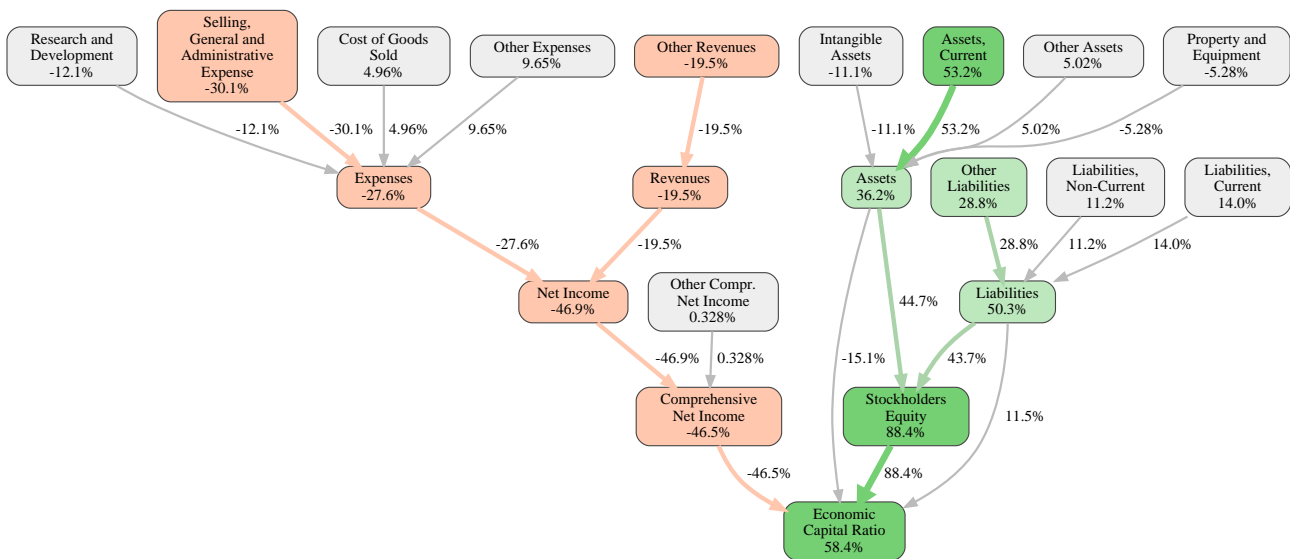 Research and
Development
-12.1%
Selling,
General and
Administrative
Expense
-30.1%
Cost of Goods
Sold
4.96%
Other Expenses
9.65%
Other Revenues
-19.5%
Intangible
Assets
-11.1%
Assets,
Current
53.2%
Other Assets
5.02%
Property and
Equipment
-5.28%
-12.1%
-30.1%
4.96%
9.65%
-19.5%
-11.1%
53.2%
5.02%
-5.28%
Expenses
-27.6%
Revenues
-19.5%
Assets
36.2%
Other
Liabilities
28.8%
Liabilities,
Non-Current
11.2%
Liabilities,
Current
14.0%
-27.6%
-19.5%
28.8%
11.2%
14.0%
Net Income
-46.9%
Other Compr.
Net Income
0.328%
44.7%
Liabilities
50.3%
-46.9%
0.328%
-15.1%
43.7%
Comprehensive
Net Income
-46.5%
Stockholders
Equity
88.4%
11.5%
-46.5%
88.4%
Economic
Capital Ratio
58.4%